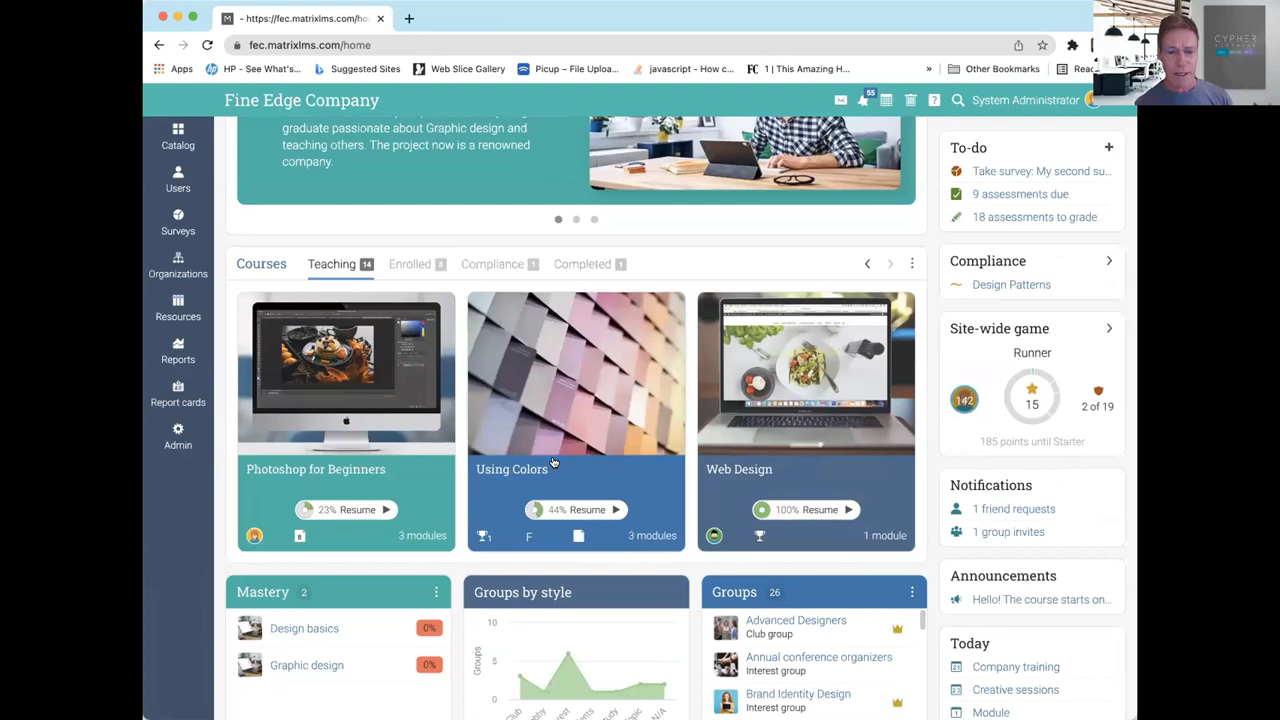 - https://fec.matrixlms.com/ho
fec.matrixlms.com/home
Apps
HP - See What's...
Suggested Sites
Web Slice Gallery
Picup – File Uploa...
javascript - How c...
1 | This Amazing H...
»
Other Bookmarks
CYPHER
Fine Edge Company
55
System Administrator
graduate passionate about Graphic design and
teaching others. The project now is a renowned
company.
Catalog
Users
Surveys
Organizations
Resources
Reports
Report cards
Admin
Courses
Teaching 14
Enrolled 8
Compliance 1
Completed 1
Photoshop for Beginners
23% Resume
8
3 modules
Using Colors
44% Resume
1
F
3 modules
Web Design
100% Resume
1 module
Mastery 2
Design basics
0%
Graphic design
0%
Groups by style
10
5
0
Groups
Club
N/A
Groups 26
Advanced Designers
Club group
Annual conference organizers
Interest group
Brand Identity Design
Interest group
To-do
+
Take survey: My second su...
9 assessments due
18 assessments to grade
Compliance
Design Patterns
Site-wide game
Runner
142
15
2 of 19
185 points until Starter
Notifications
1 friend requests
1 group invites
Announcements
Hello! The course starts on...
Today
Company training
Creative sessions
Module